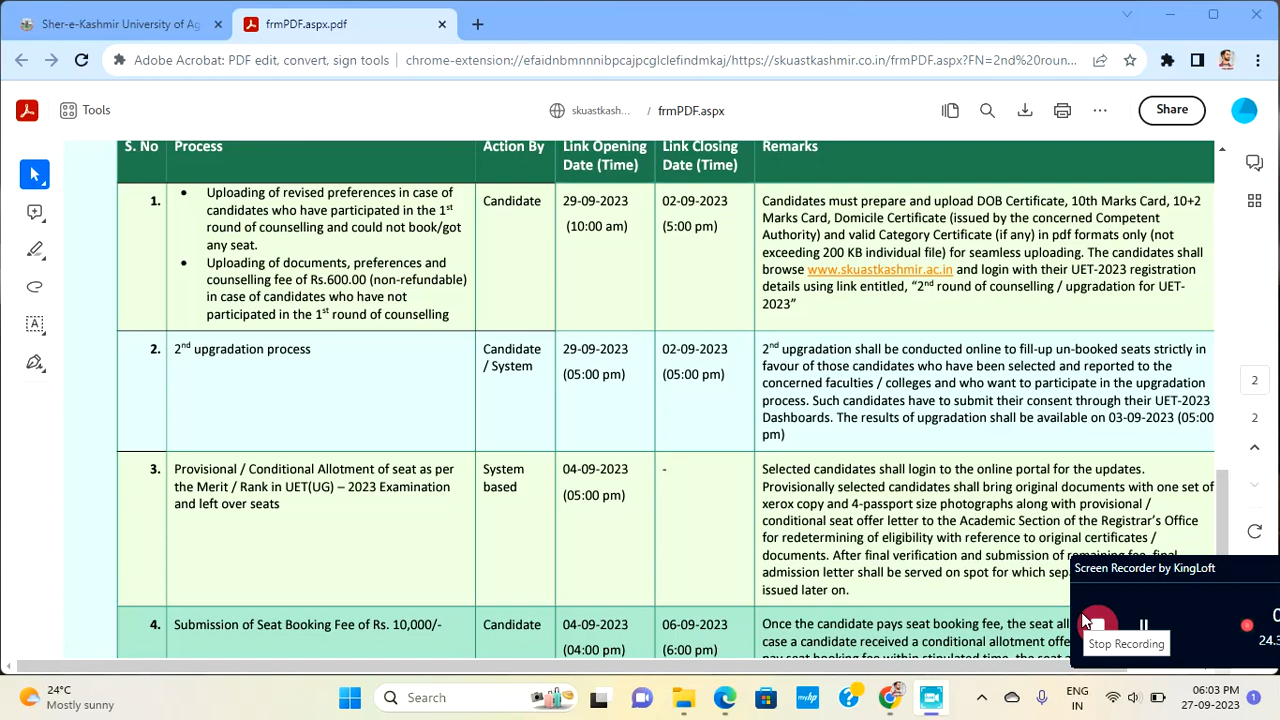 Sher-e-Kashmir University of Ag
frmPDF.aspx.pdf
Adobe Acrobat: PDF edit, convert, sign tools
chrome-extension://efaidnbmnnnibpcajpcglclefindmkaj/https://skuastkashmir.co.in/frmPDF.aspx?FN=2nd%20roun...
Tools
skuastkash...
/ frmPDF.aspx
Share
S. No
Process
Action By
Link Opening
Date (Time)
Link Closing
Date (Time)
Remarks
1.
• Uploading of revised preferences in case of
candidates who have participated in the 1st
round of counselling and could not book/got
any seat.
• Uploading of documents, preferences and
counselling fee of Rs.600.00 (non-refundable)
in case of candidates who have not
participated in the 1st round of counselling
Candidate
29-09-2023
(10:00 am)
02-09-2023
(5:00 pm)
Candidates must prepare and upload DOB Certificate, 10th Marks Card, 10+2
Marks Card, Domicile Certificate (issued by the concerned Competent
Authority) and valid Category Certificate (if any) in pdf formats only (not
exceeding 200 KB individual file) for seamless uploading. The candidates shall
browse www.skuastkashmir.ac.in and login with their UET-2023 registration
details using link entitled, “2nd round of counselling / upgradation for UET-
2023”
2.
2nd upgradation process
Candidate
/ System
29-09-2023
(05:00 pm)
02-09-2023
(05:00 pm)
2nd upgradation shall be conducted online to fill-up un-booked seats strictly in
favour of those candidates who have been selected and reported to the
concerned faculties / colleges and who want to participate in the upgradation
process. Such candidates have to submit their consent through their UET-2023
Dashboards. The results of upgradation shall be available on 03-09-2023 (05:00
pm)
3.
Provisional / Conditional Allotment of seat as per
the Merit / Rank in UET(UG) – 2023 Examination
and left over seats
System
based
04-09-2023
(05:00 pm)
-
Selected candidates shall login to the online portal for the updates.
Provisionally selected candidates shall bring original documents with one set of
xerox copy and 4-passport size photographs along with provisional /
conditional seat offer letter to the Academic Section of the Registrar’s Office
for redetermining of eligibility with reference to original certificates /
documents. After final verification and submission of remaining fee, final
admission letter shall be served on spot for which sep
issued later on.
4.
Submission of Seat Booking Fee of Rs. 10,000/-
Candidate
04-09-2023
(04:00 pm)
06-09-2023
(6:00 pm)
Once the candidate pays seat booking fee, the seat all
case a candidate received a conditional allotment offe
pay seat booking fee within stipulated time, the seat a
2
2
Screen Recorder by KingLoft
Stop Recording
0
24.3
24°C
Mostly sunny
Search
ENG
IN
06:03 PM
27-09-2023
1